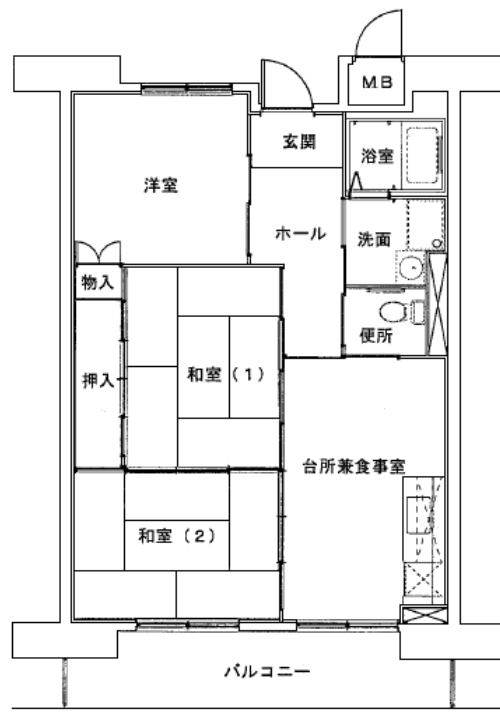 MB
玄関
浴室
洋室
ホール
洗面
物入
便所
押入
和室（1）
台所兼食事室
和室（2）
バルコニー